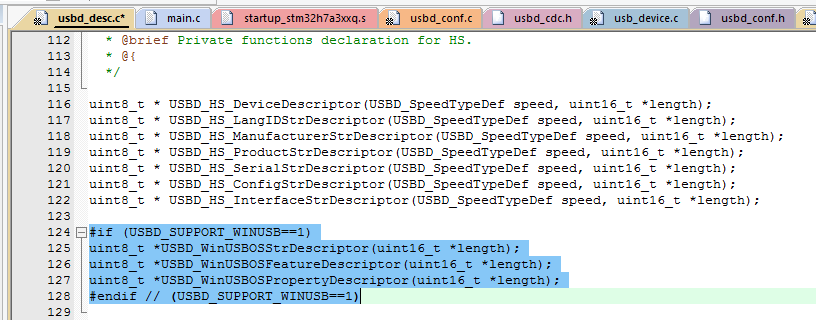 usbd_desc.c* main.c startup_stm32h7a3xxq.s usbd_conf.c usbd_cdc.h usb_device.c usbd_conf.h
112 * @brief Private functions declaration for HS.
113 * @{
114 */
115
116 uint8_t * USBD_HS_DeviceDescriptor(USBD_SpeedTypeDef speed, uint16_t *length);
117 uint8_t * USBD_HS_LangIDStrDescriptor(USBD_SpeedTypeDef speed, uint16_t *length);
118 uint8_t * USBD_HS_ManufacturerStrDescriptor(USBD_SpeedTypeDef speed, uint16_t *length);
119 uint8_t * USBD_HS_ProductStrDescriptor(USBD_SpeedTypeDef speed, uint16_t *length);
120 uint8_t * USBD_HS_SerialStrDescriptor(USBD_SpeedTypeDef speed, uint16_t *length);
121 uint8_t * USBD_HS_ConfigStrDescriptor(USBD_SpeedTypeDef speed, uint16_t *length);
122 uint8_t * USBD_HS_InterfaceStrDescriptor(USBD_SpeedTypeDef speed, uint16_t *length);
123
124 #if (USBD_SUPPORT_WINUSB==1)
125 uint8_t *USBD_WinUSBOSStrDescriptor(uint16_t *length);
126 uint8_t *USBD_WinUSBOSFeatureDescriptor(uint16_t *length);
127 uint8_t *USBD_WinUSBOSPropertyDescriptor(uint16_t *length);
128 #endif // (USBD_SUPPORT_WINUSB==1)
129